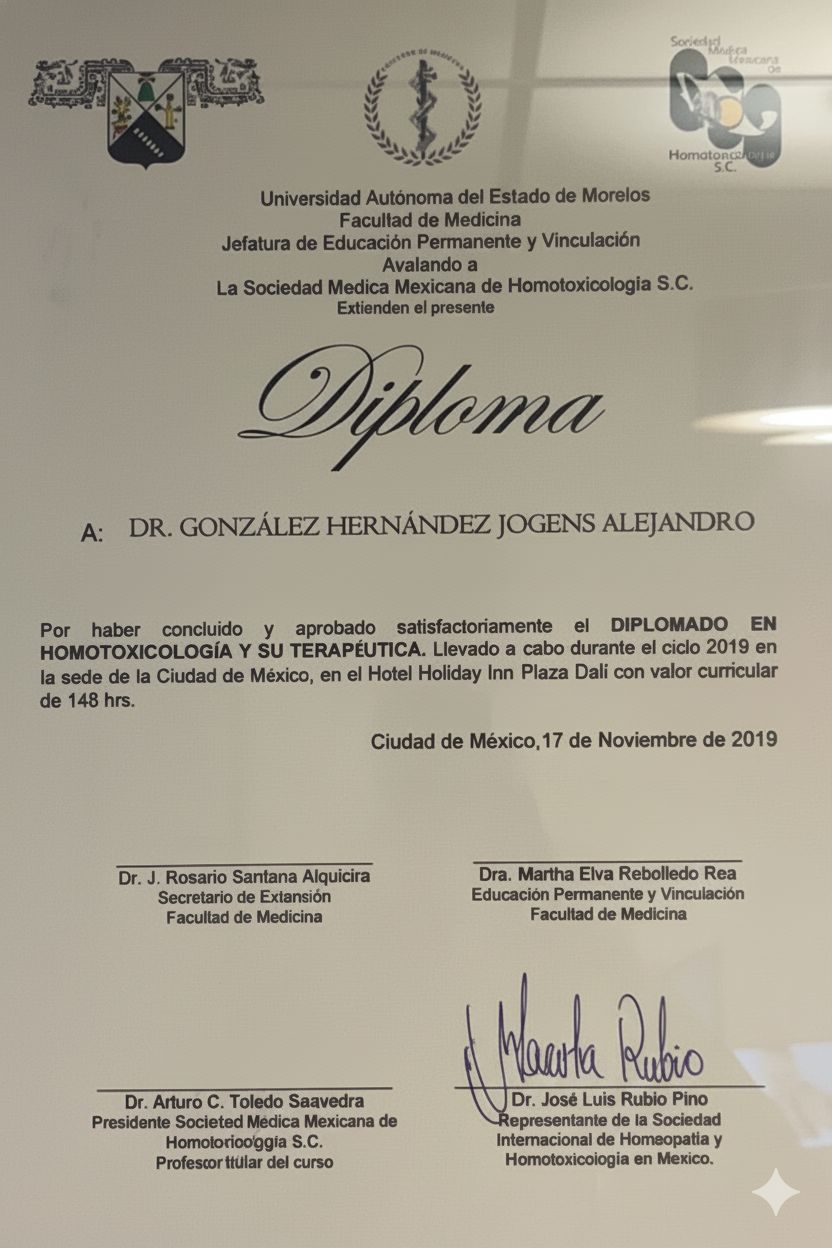 Sociedad
Medica
Mexicana
De
Homotoxicología
S.C.
Universidad Autónoma del Estado de Morelos
Facultad de Medicina
Jefatura de Educación Permanente y Vinculación
Avalando a
La Sociedad Medica Mexicana de Homotoxicologia S.C.
Extienden el presente
Diploma
A: DR. GONZÁLEZ HERNÁNDEZ JOGENS ALEJANDRO
Por haber concluido y aprobado satisfactoriamente el DIPLOMADO EN
HOMOTOXICOLOGÍA Y SU TERAPÉUTICA. Llevado a cabo durante el ciclo 2019 en
la sede de la Ciudad de México, en el Hotel Holiday Inn Plaza Dali con valor curricular
de 148 hrs.
Ciudad de México,17 de Noviembre de 2019
Dr. J. Rosario Santana Alquicira
Secretario de Extansión
Facultad de Medicina
Dra. Martha Elva Rebolledo Rea
Educación Permanente y Vinculación
Facultad de Medicina
Rubio
Dr. Arturo C. Toledo Saavedra
Presidente Societed Médica Mexicana de
S.C.
Profesor titular del curso
Dr. José Luis Rubio Pino
Representante de la Sociedad
Internacional de Homeopatia y
Homotoxicologia en Mexico.